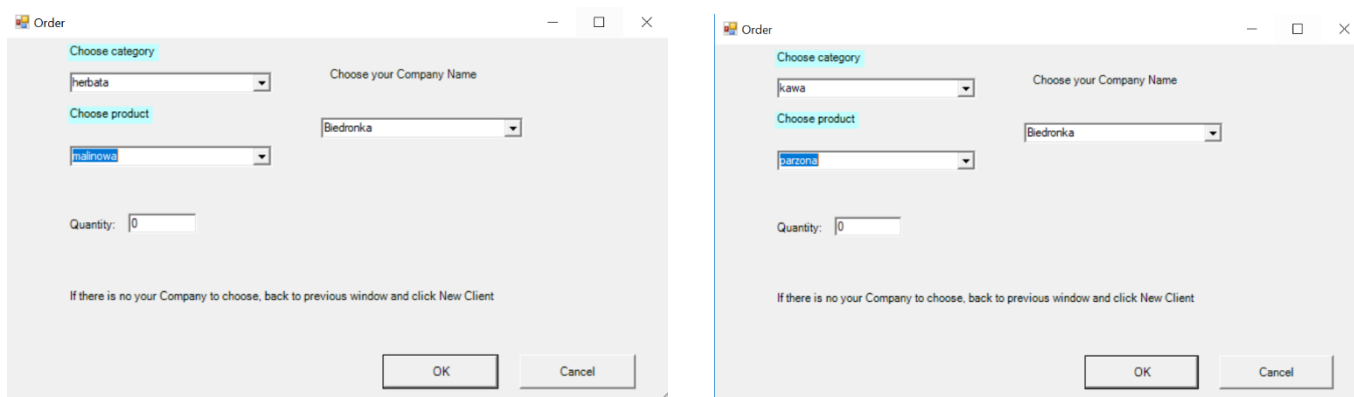 Order
Choose category
herbata
Choose your Company Name
Choose product
Biedronka
malinowa
Quantity: 0
If there is no your Company to choose, back to previous window and click New Client
OK Cancel
Order
Choose category
kawa
Choose your Company Name
Choose product
Biedronka
parzona
Quantity: 0
If there is no your Company to choose, back to previous window and click New Client
OK Cancel